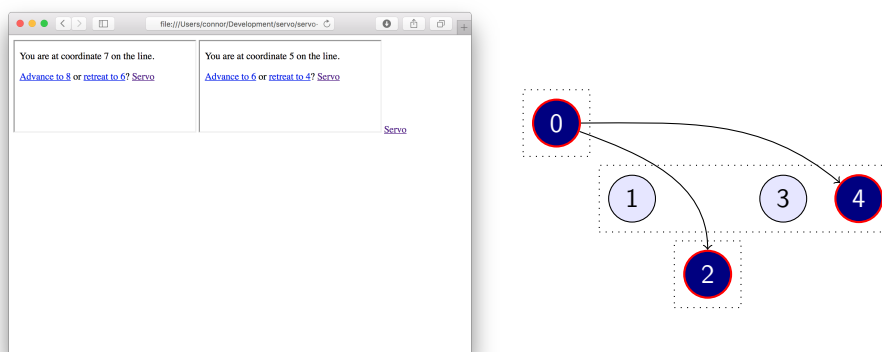 file:///Users/connor/Development/servo/servo-
You are at coordinate 7 on the line.
Advance to 8 or retreat to 6? Servo
You are at coordinate 5 on the line.
Advance to 6 or retreat to 4? Servo
Servo
0
1
3
4
2